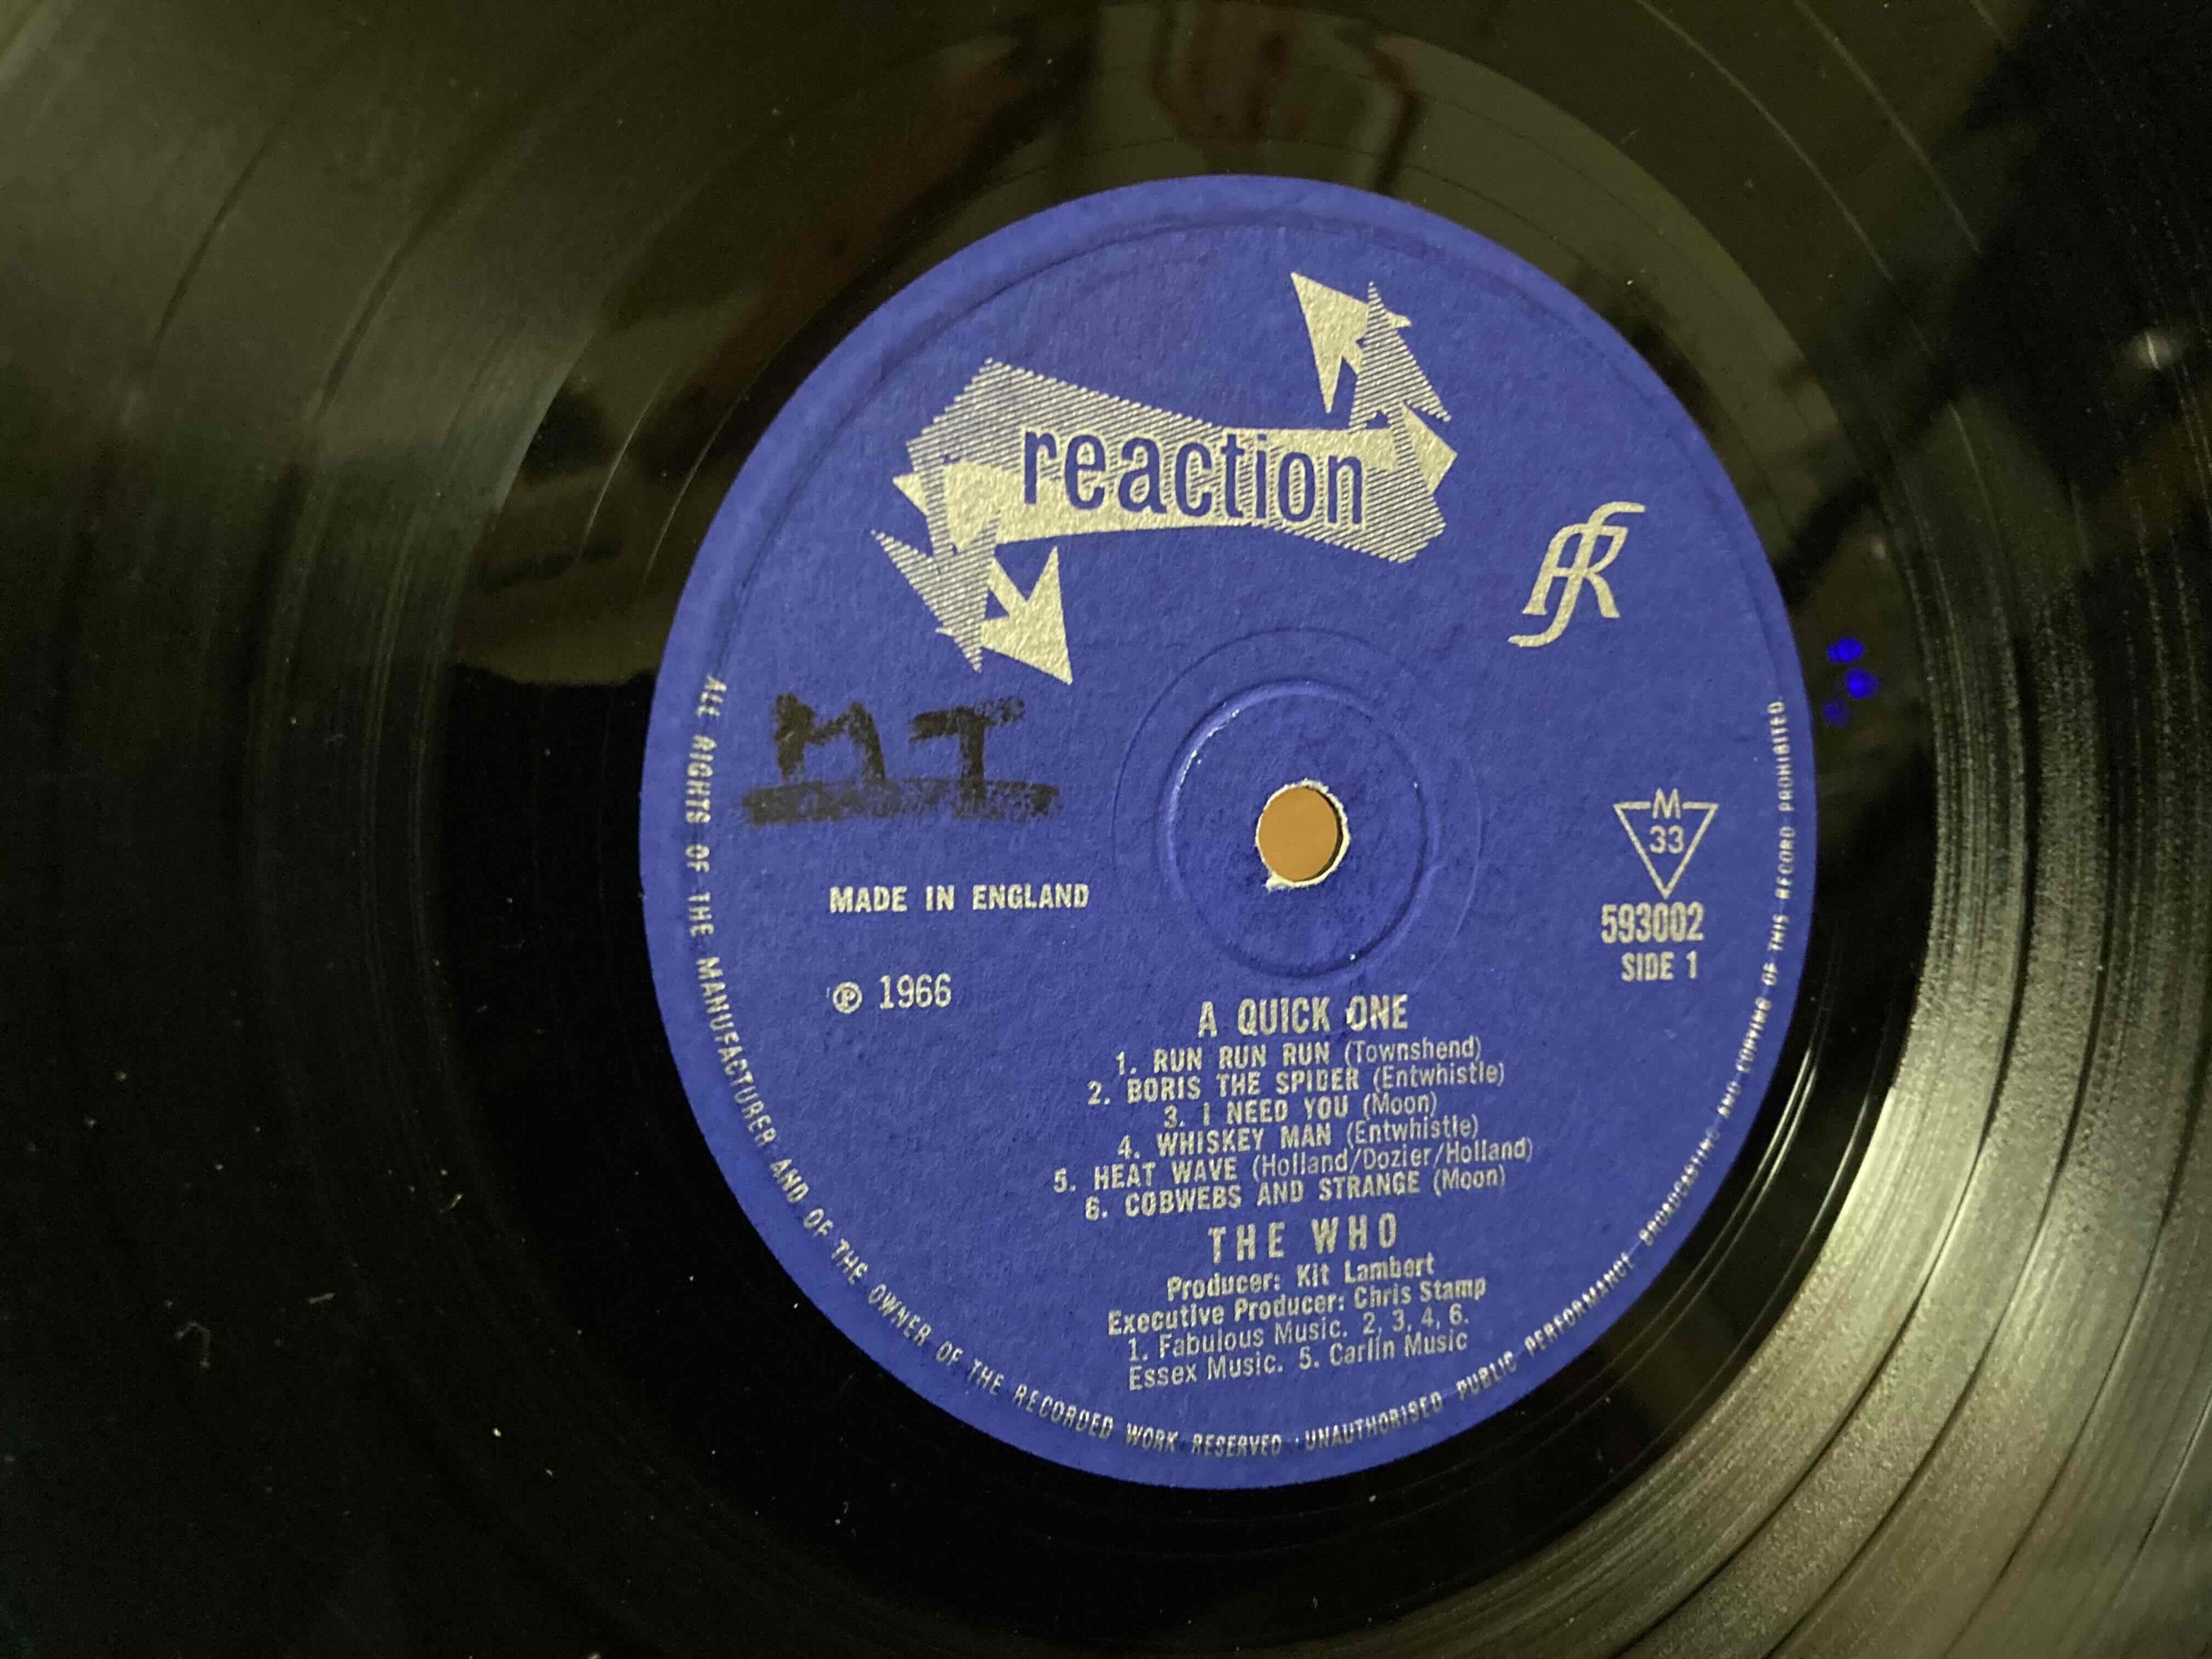 reaction
FR
MT
M
33
593002
SIDE 1
MADE IN ENGLAND
℗ 1966
A QUICK ONE
1. RUN RUN RUN (Townshend)
2. BORIS THE SPIDER (Entwhistle)
3. I NEED YOU (Moon)
4. WHISKEY MAN (Entwhistle)
5. HEAT WAVE (Holland/Dozier/Holland)
6. COBWEBS AND STRANGE (Moon)
THE WHO
Producer: Kit Lambert
Executive Producer: Chris Stamp
1. Fabulous Music. 2, 3, 4, 6.
Essex Music. 5. Carlin Music
ALL RIGHTS OF THE MANUFACTURER AND OF THE OWNER OF THE RECORDED WORK RESERVED · UNAUTHORISED PUBLIC PERFORMANCE BROADCASTING AND COPYING OF THIS RECORD PROHIBITED